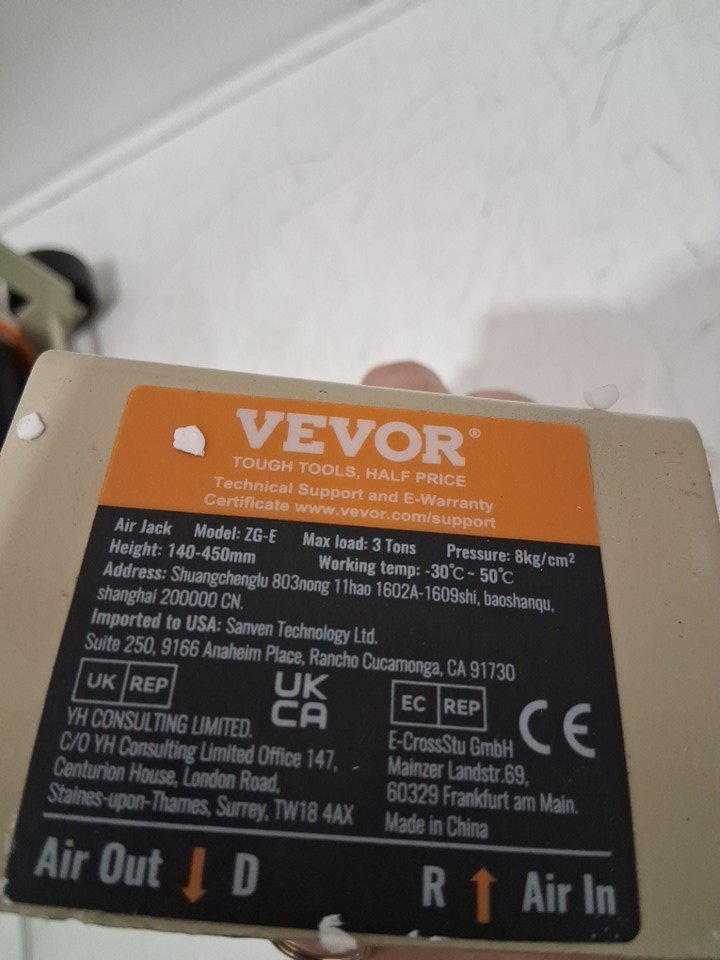 VEVOR®
TOUGH TOOLS, HALF PRICE
Technical Support and E-Warranty
Certificate www.vevor.com/support
Air Jack Model: ZG-E Max load: 3 Tons Pressure: 8kg/cm²
Height: 140-450mm Working temp: -30℃~ 50℃
Address: Shuangchenglu 803nong 11hao 1602A-1609shi, baoshanqu,
shanghai 200000 CN.
Imported to USA: Sanven Technology Ltd.
Suite 250, 9166 Anaheim Place, Rancho Cucamonga, CA 91730
UK REP
UK
CA
YH CONSULTING LIMITED.
C/O YH Consulting Limited Office 147,
Centurion House, London Road,
Staines-upon-Thames, Surrey, TW18 4AX
EC REP
CE
E-CrossStu GmbH
Mainzer Landstr.69,
60329 Frankfurt am Main.
Made in China
Air Out D R Air In